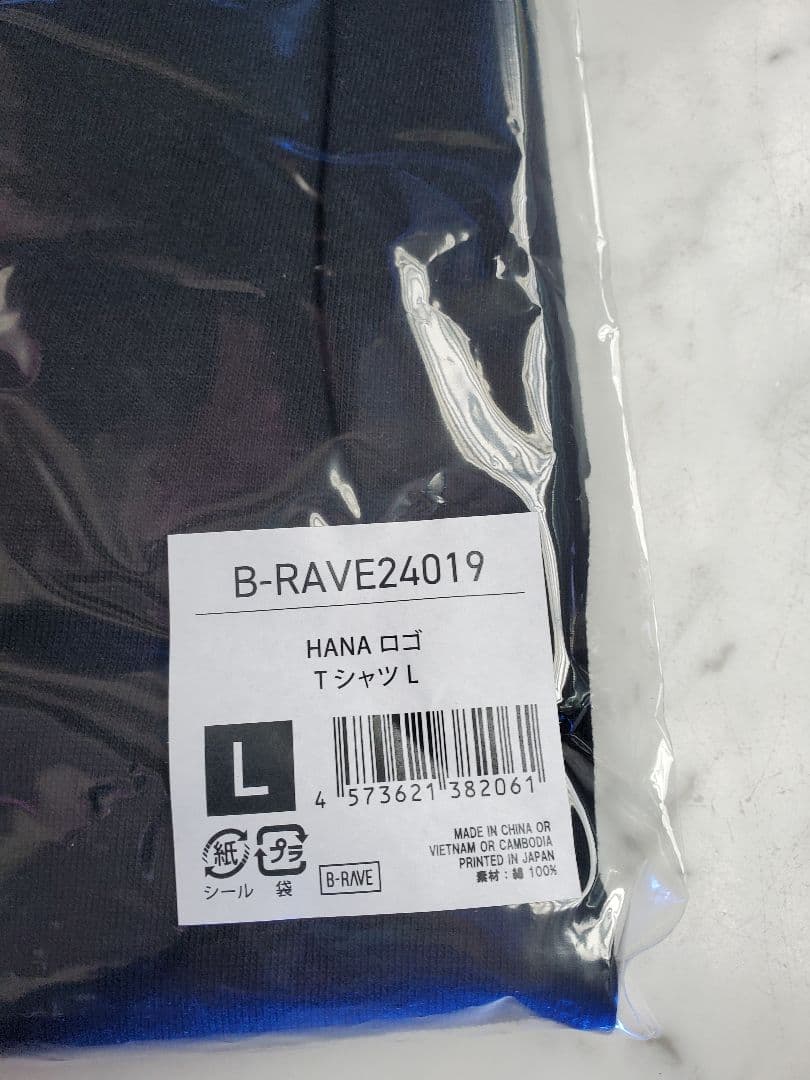 B-RAVE24019
HANA ロゴ
T シャツ L
L
4 573621 382061
紙 プラ
シール 袋
B-RAVE
MADE IN CHINA OR
VIETNAM OR CAMBODIA
PRINTED IN JAPAN
素材：綿 100%